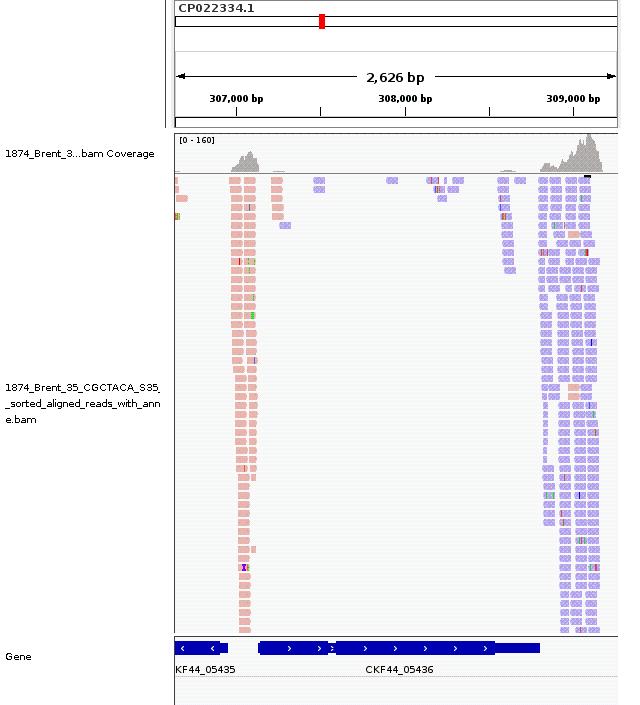 CP022334.1
2,626 bp
307,000 bp
308,000 bp
309,000 bp
[0 - 160]
1874_Brent_3...bam Coverage
1874_Brent_35_CGCTACA_S35_
_sorted_aligned_reads_with_ann
e.bam
Gene
KF44_05435
CKF44_05436